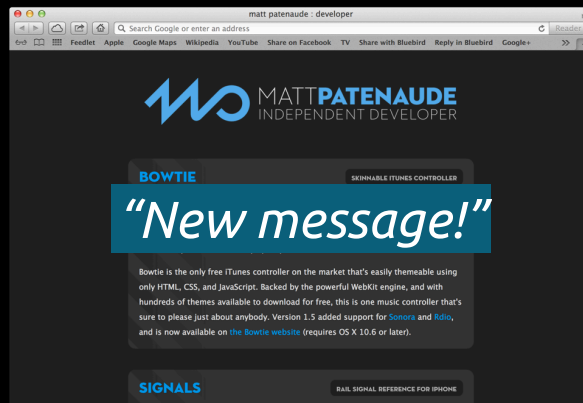 matt patenaude : developer
Search Google or enter an address
Reader
Feedlet Apple Google Maps Wikipedia YouTube Share on Facebook TV Share with Bluebird Reply in Bluebird Google+
MATTPATENAUDE
INDEPENDENT DEVELOPER
BOWTIE
SKINNABLE ITUNES CONTROLLER
“New message!”
Bowtie is the only free iTunes controller on the market that's easily themeable using
only HTML, CSS, and JavaScript. Backed by the powerful WebKit engine, and with
hundreds of themes available to download for free, this is one music controller that's
sure to please just about anybody. Version 1.5 added support for Sonora and Rdio,
and is now available on the Bowtie website (requires OS X 10.6 or later).
SIGNALS
RAIL SIGNAL REFERENCE FOR IPHONE